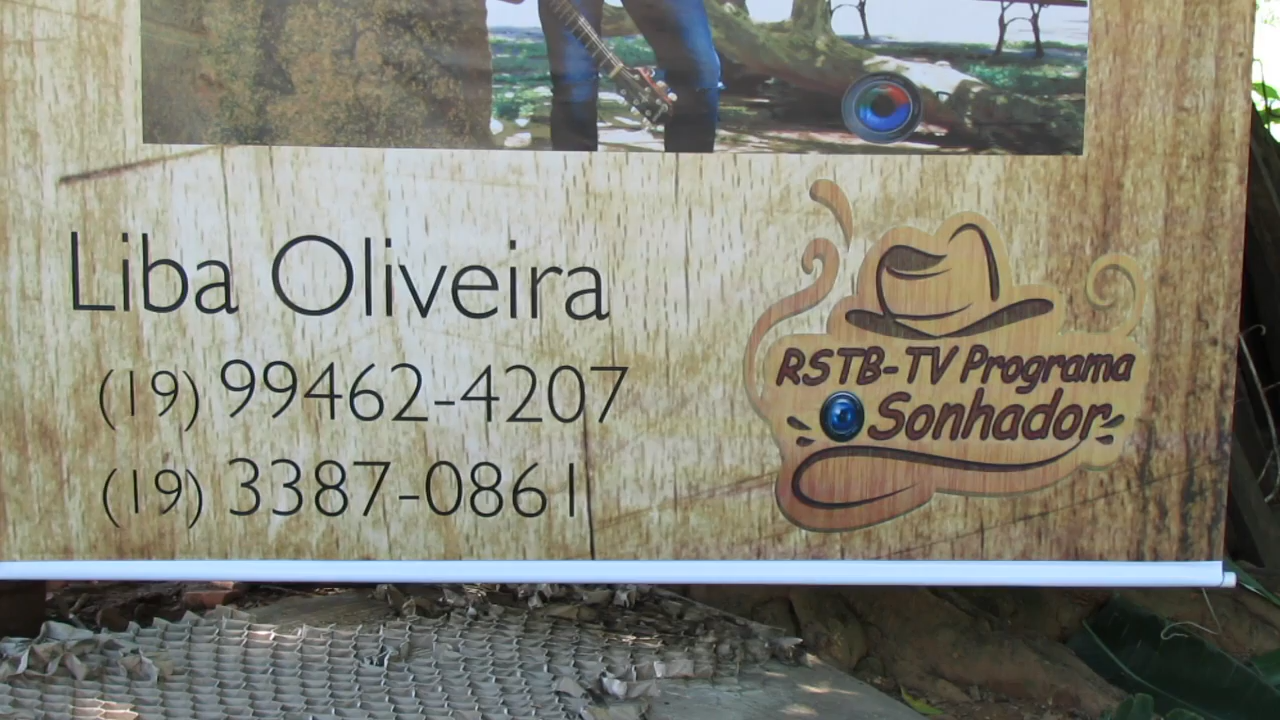 Liba Oliveira
(19) 99462-4207
(19) 3387-0861
RSTB-TV Programa
Sonhador